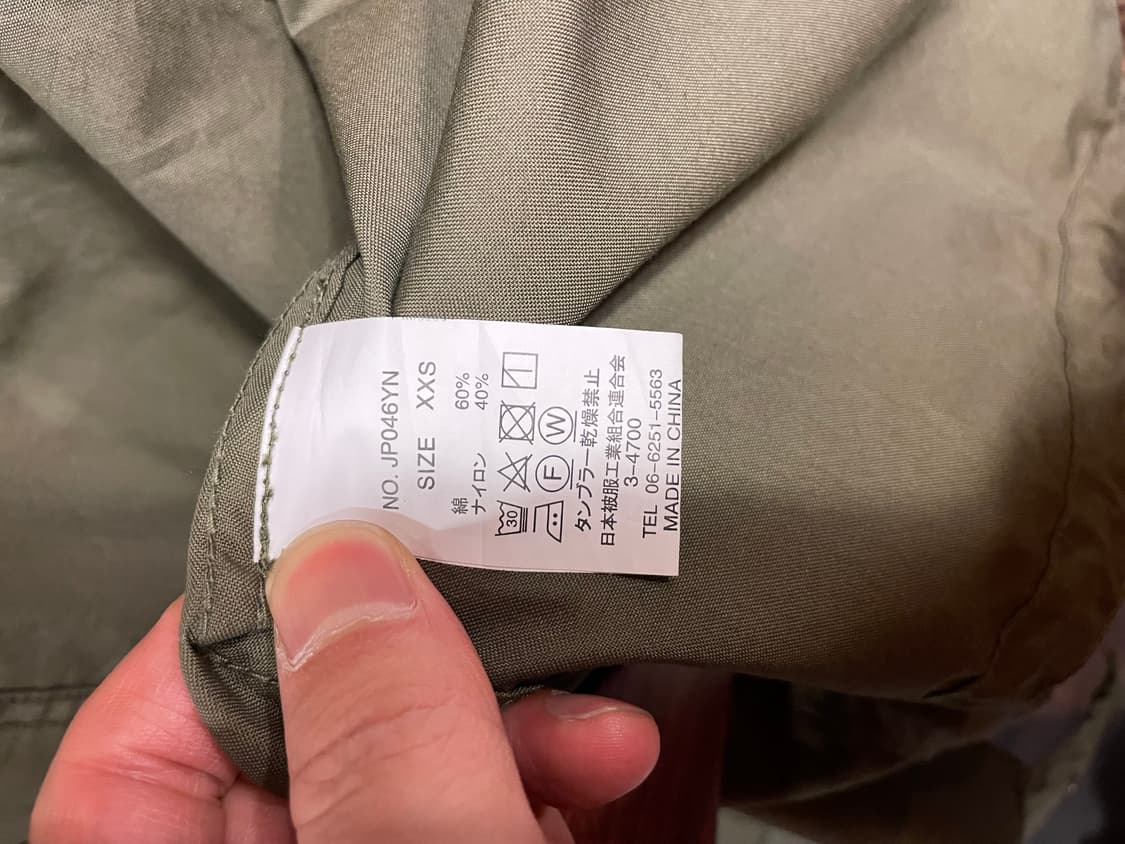 NO. JP046YN
SIZE XXS
綿 60%
ナイロン 40%
30
F W
タンブラー乾燥禁止
日本被服工業組合連合会
3-4700
TEL 06-6251-5563
MADE IN CHINA